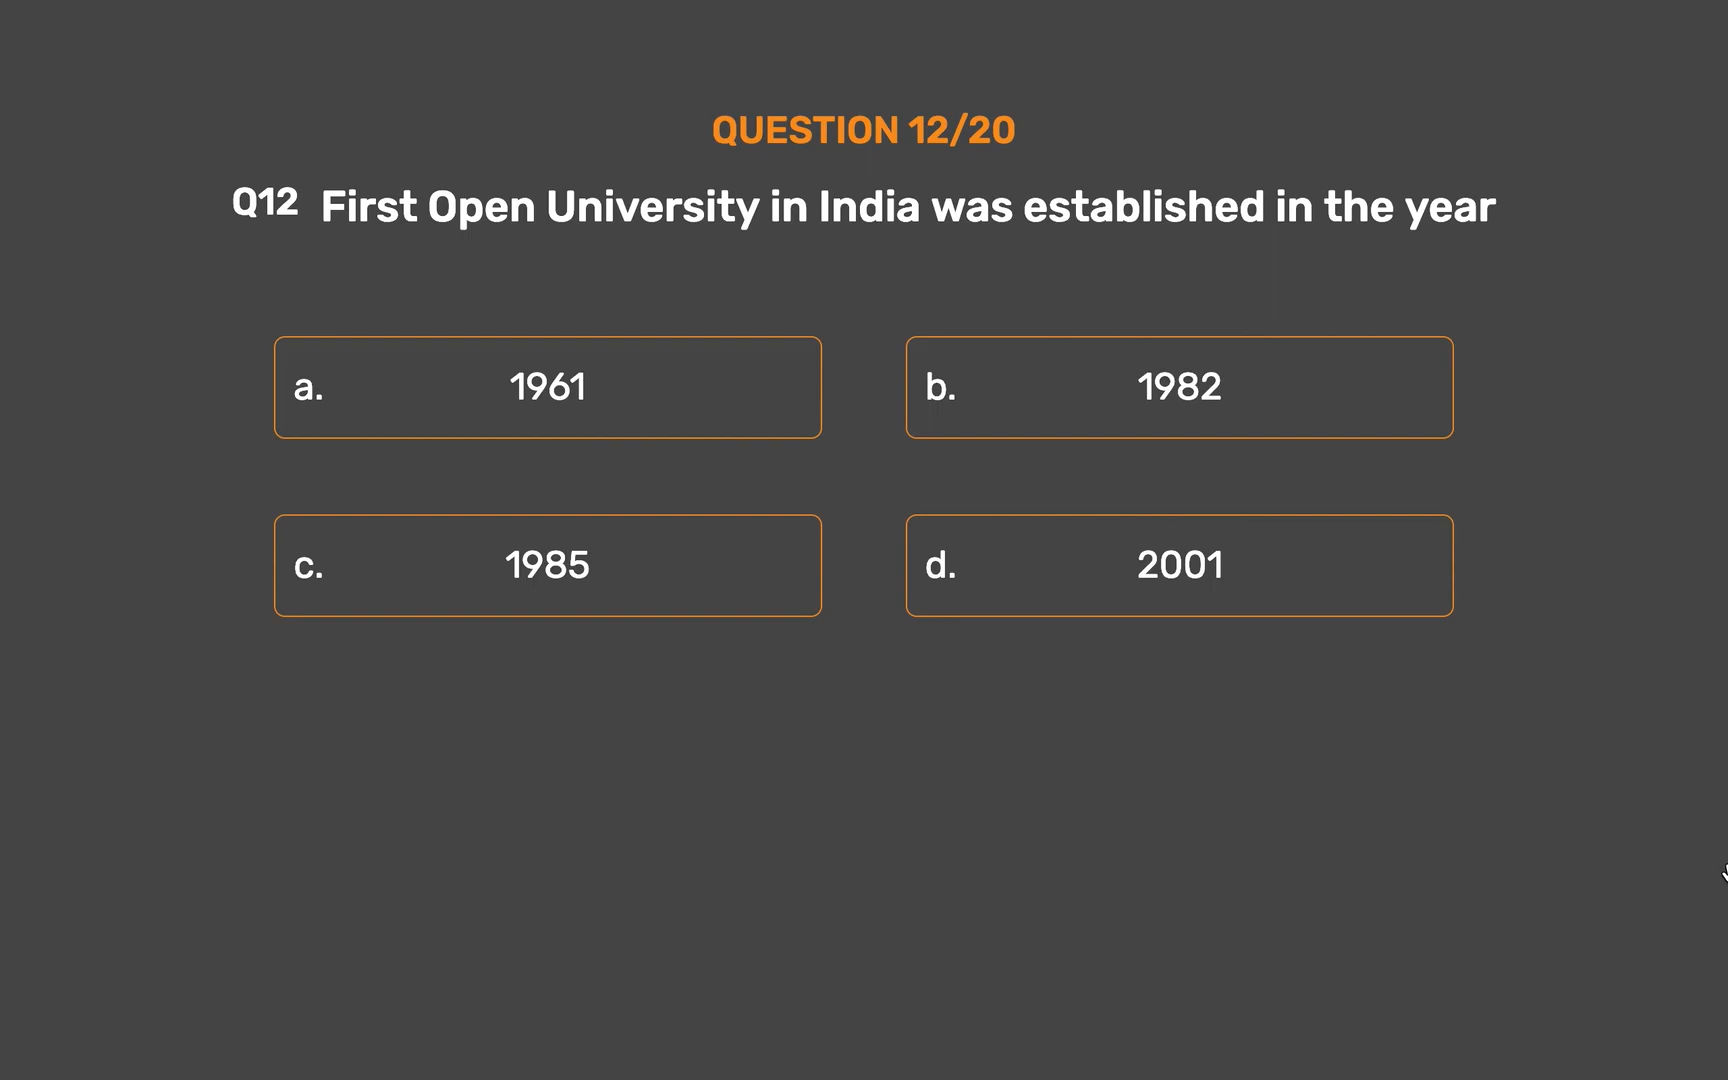 QUESTION 12/20
Q12 First Open University in India was established in the year
a. 1961
b. 1982
c. 1985
d. 2001